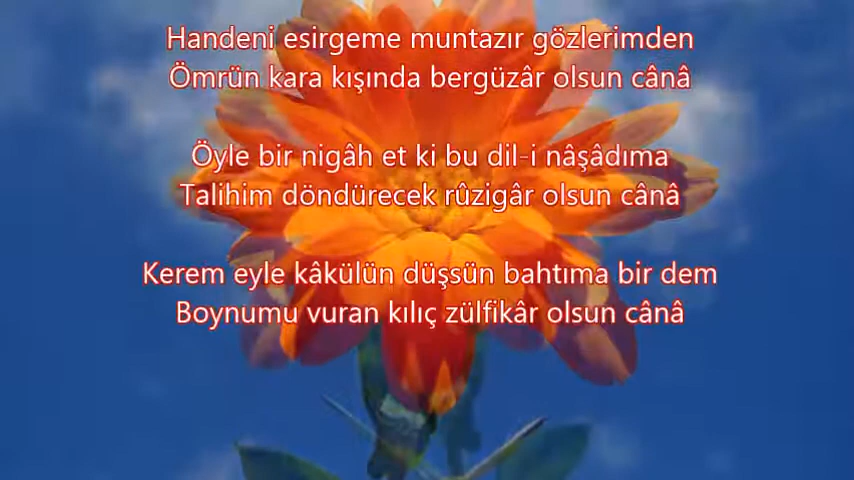 Handeni esirgeme muntazır gözlerimden
Ömrün kara kışında bergüzâr olsun cânâ
Öyle bir nigâh et ki bu dil-i nâşâdıma
Talihim döndürecek rûzigâr olsun cânâ
Kerem eyle kâkülün düşsün bahtıma bir dem
Boynumu vuran kılıç zülfikâr olsun cânâ